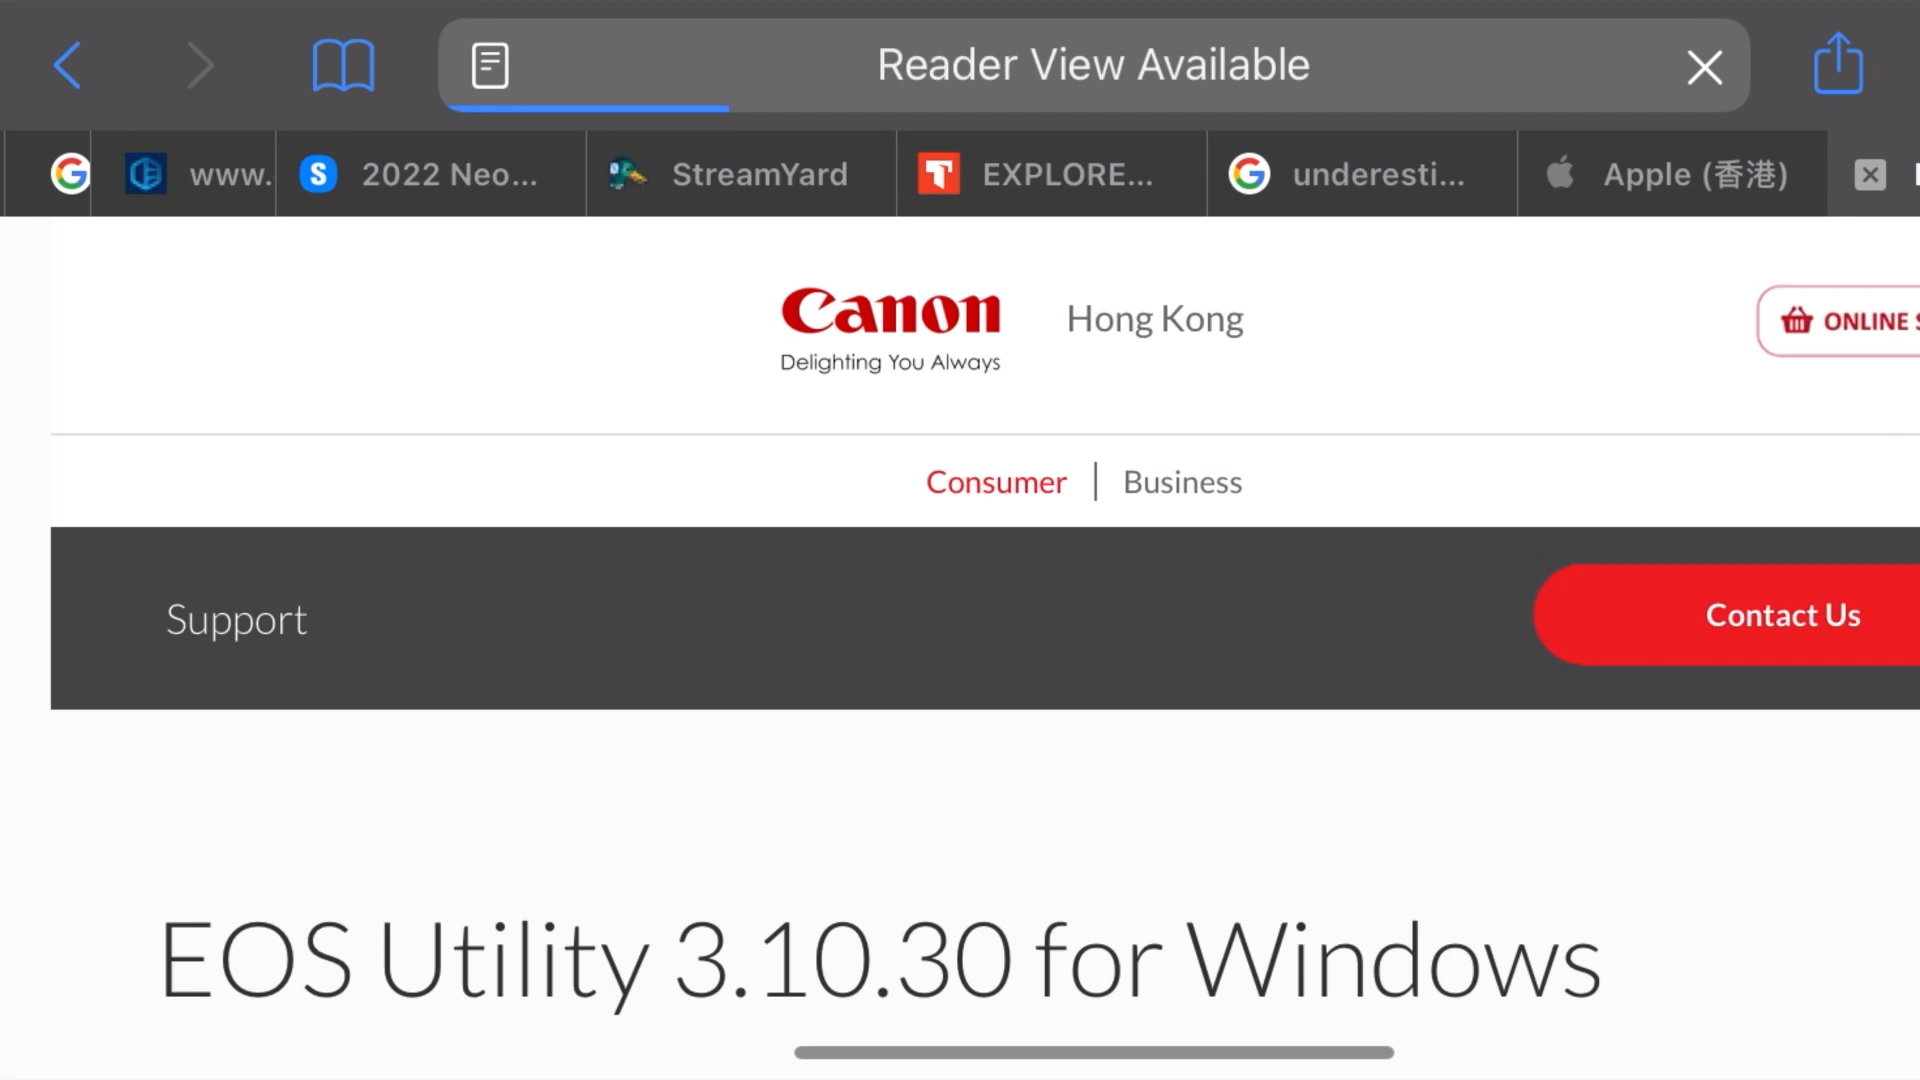 Reader View Available
www.
2022 Neo...
StreamYard
EXPLORE...
underesti...
Apple (香港)
Canon
Delighting You Always
Hong Kong
ONLINE
Consumer
Business
Support
Contact Us
EOS Utility 3.10.30 for Windows